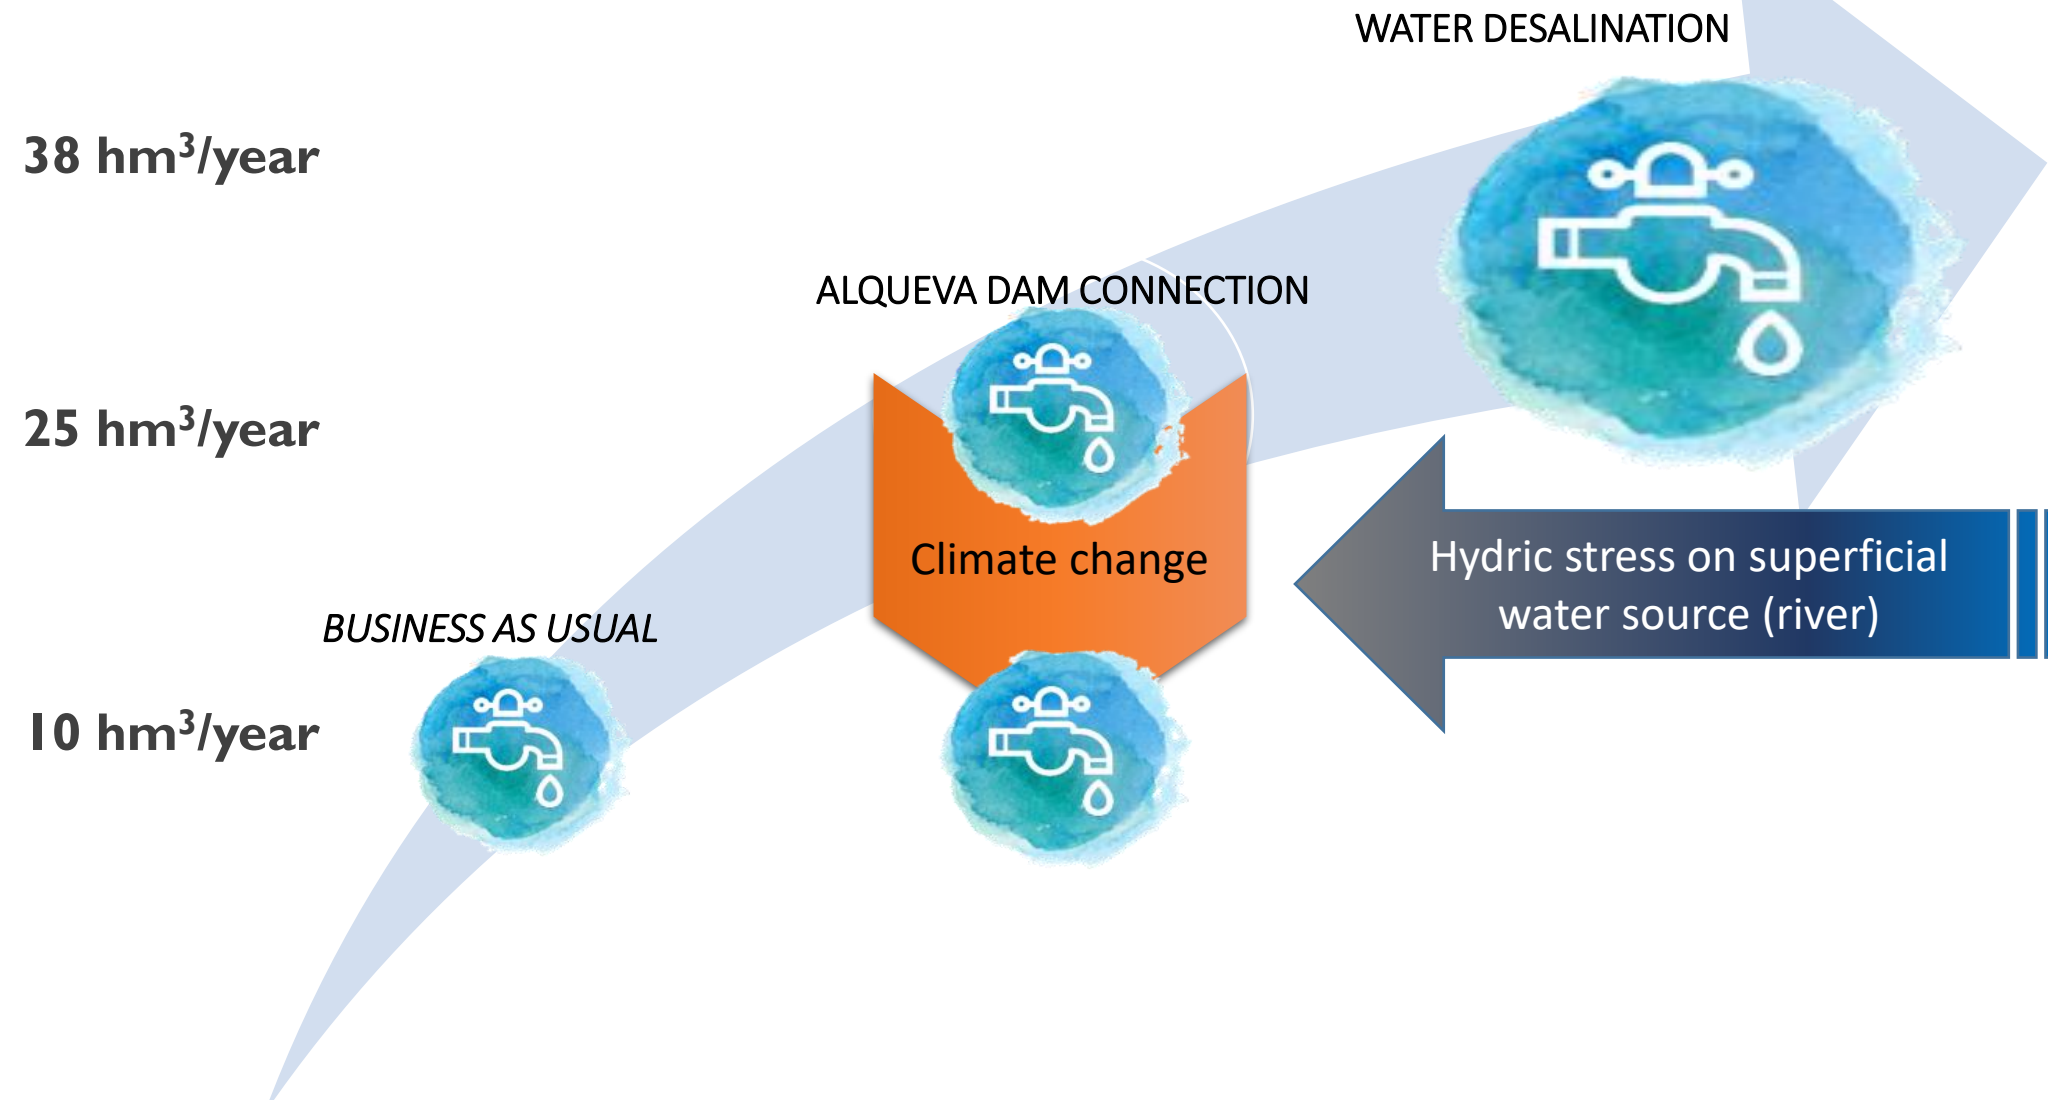 WATER DESALINATION
38 hm³/year
ALQUEVA DAM CONNECTION
25 hm³/year
Climate change
Hydric stress on superficial
water source (river)
BUSINESS AS USUAL
10 hm³/year